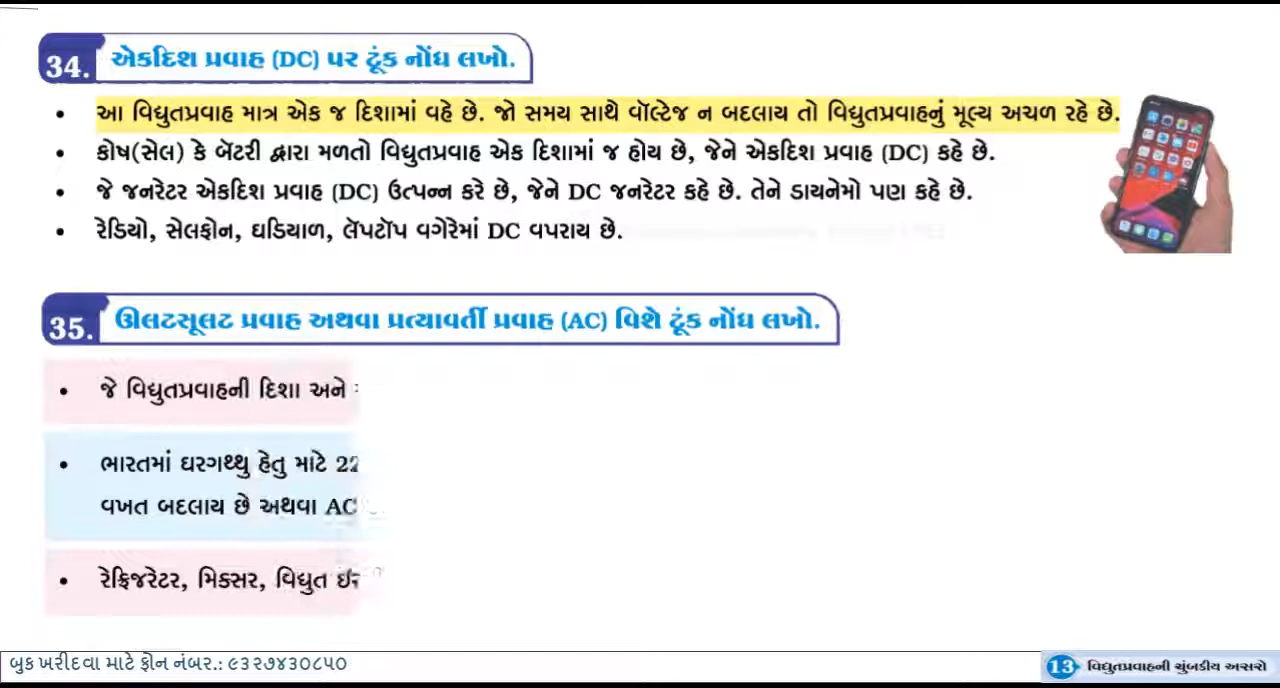 34. એકદિશ પ્રવાહ (DC) પર ટૂંક નોંધ લખો.
• આ વિદ્યુતપ્રવાહ માત્ર એક જ દિશામાં વહે છે. જો સમય સાથે વૉલ્ટેજ ન બદલાય તો વિદ્યુતપ્રવાહનું મૂલ્ય અચળ રહે છે.
• કોષ(સેલ) કે બૅટરી દ્વારા મળતો વિદ્યુતપ્રવાહ એક દિશામાં જ હોય છે, જેને એકદિશ પ્રવાહ (DC) કહે છે.
• જે જનરેટર એકદિશ પ્રવાહ (DC) ઉત્પન્ન કરે છે, જેને DC જનરેટર કહે છે. તેને ડાયનેમો પણ કહે છે.
• રેડિયો, સેલફોન, ઘડિયાળ, લૅપટૉપ વગેરેમાં DC વપરાય છે.
35. ઊલટસૂલટ પ્રવાહ અથવા પ્રત્યાવર્તી પ્રવાહ (AC) વિશે ટૂંક નોંધ લખો.
• જે વિદ્યુતપ્રવાહની દિશા અને
• ભારતમાં ઘરગથ્થુ હેતુ માટે 22
વખત બદલાય છે અથવા AC
• રેફ્રિજરેટર, મિક્સર, વિદ્યુત
બુક ખરીદવા માટે ફોન નંબર.: ૯૩૨૭૪૩૦૮૫૦
13 વિદ્યુતપ્રવાહની ચુંબકીય અસરો